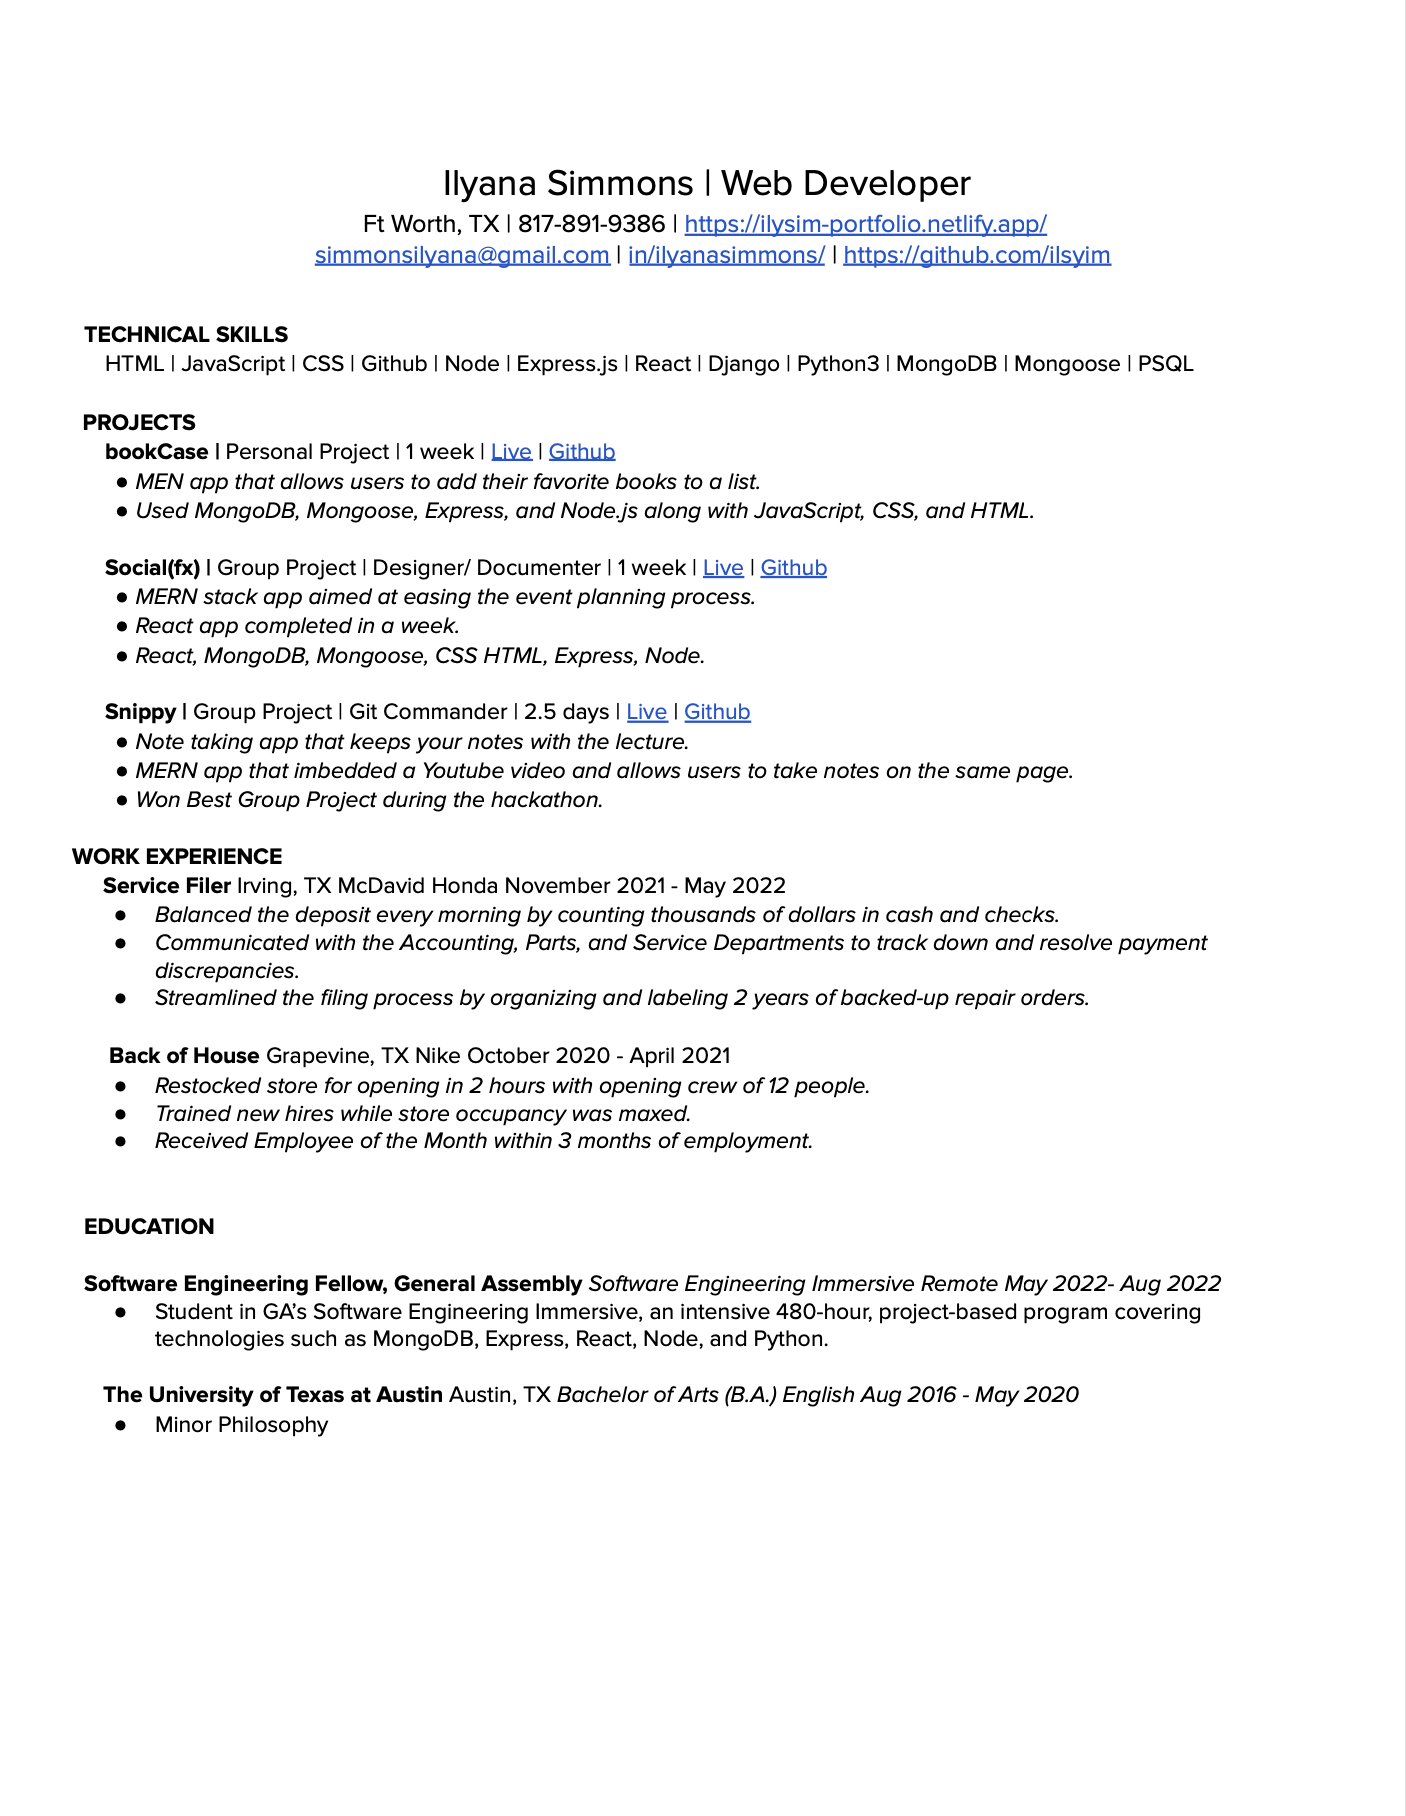 Ilyana Simmons | Web Developer
Ft Worth, TX | 817-891-9386 | https://ilysim-portfolio.netlify.app/
simmonsilyana@gmail.com | in/ilyanasimmons/ | https://github.com/ilsyim
TECHNICAL SKILLS
HTML | JavaScript | CSS | Github | Node | Express.js | React | Django | Python3 | MongoDB | Mongoose | PSQL
PROJECTS
bookCase | Personal Project | 1 week | Live | Github
● MEN app that allows users to add their favorite books to a list.
● Used MongoDB, Mongoose, Express, and Node.js along with JavaScript, CSS, and HTML.
Social(fx) | Group Project | Designer/ Documenter | 1 week | Live | Github
● MERN stack app aimed at easing the event planning process.
● React app completed in a week.
● React, MongoDB, Mongoose, CSS HTML, Express, Node.
Snippy | Group Project | Git Commander | 2.5 days | Live | Github
● Note taking app that keeps your notes with the lecture.
● MERN app that imbedded a Youtube video and allows users to take notes on the same page.
● Won Best Group Project during the hackathon.
WORK EXPERIENCE
Service Filer Irving, TX McDavid Honda November 2021 - May 2022
● Balanced the deposit every morning by counting thousands of dollars in cash and checks.
● Communicated with the Accounting, Parts, and Service Departments to track down and resolve payment
discrepancies.
● Streamlined the filing process by organizing and labeling 2 years of backed-up repair orders.
Back of House Grapevine, TX Nike October 2020 - April 2021
● Restocked store for opening in 2 hours with opening crew of 12 people.
● Trained new hires while store occupancy was maxed.
● Received Employee of the Month within 3 months of employment.
EDUCATION
Software Engineering Fellow, General Assembly Software Engineering Immersive Remote May 2022- Aug 2022
● Student in GA’s Software Engineering Immersive, an intensive 480-hour, project-based program covering
technologies such as MongoDB, Express, React, Node, and Python.
The University of Texas at Austin Austin, TX Bachelor of Arts (B.A.) English Aug 2016 - May 2020
● Minor Philosophy